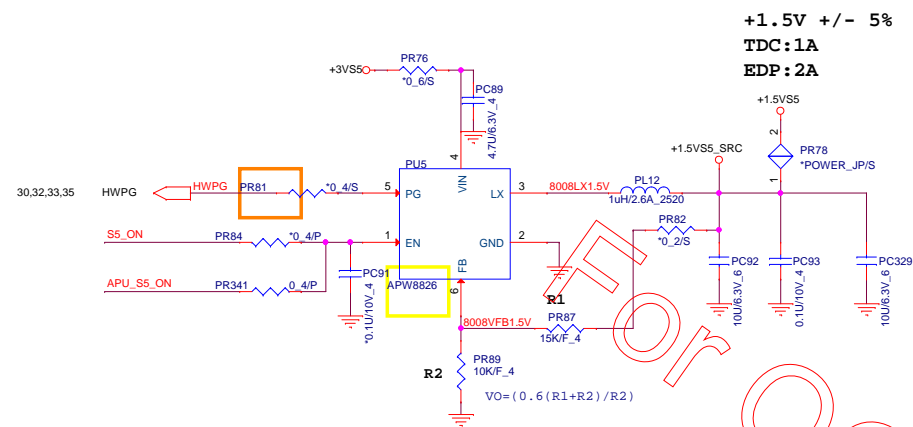 +1.5V +/- 5%
TDC:1A
EDP:2A
+3VS5
PR76
*0_6/S
PC89
4.7U/6.3V_4
+1.5VS5
2
PR78
*POWER_JP/S
1
+1.5VS5_SRC
PU5
4
VIN
30,32,33,35 HWPG
HWPG
PR81
*0_4/S
5
PG
LX
3
8008LX1.5V
PL12
1uH/2.6A_2520
S5_ON
PR84
*0_4/P
1
EN
GND
2
PR82
*0_2/S
APU_S5_ON
PR341
0_4/P
PC91
*0.1U/10V_4
APW8826
FB
6
PC92
10U/6.3V_6
PC93
0.1U/10V_4
PC329
10U/6.3V_6
R1
8008VFB1.5V
PR87
15K/F_4
R2
PR89
10K/F_4
VO=(0.6(R1+R2)/R2)
For